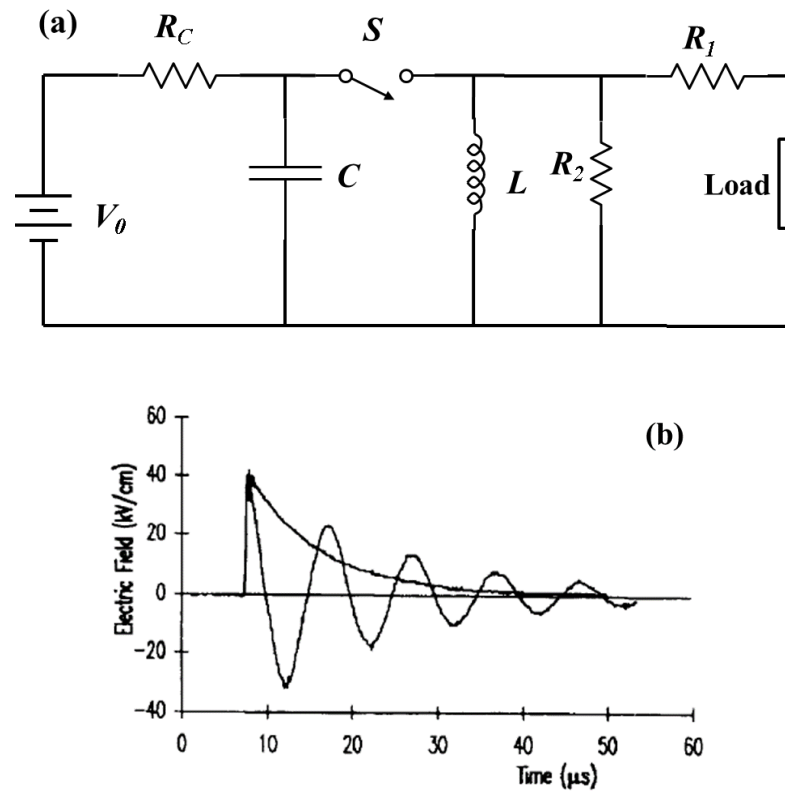 (a)
R_C
S
R_1
C
L
R_2
Load
V_0
(b)
Electric Field (kV/cm)
60
40
20
0
-20
-40
0 10 20 30 40 50 60
Time (μs)